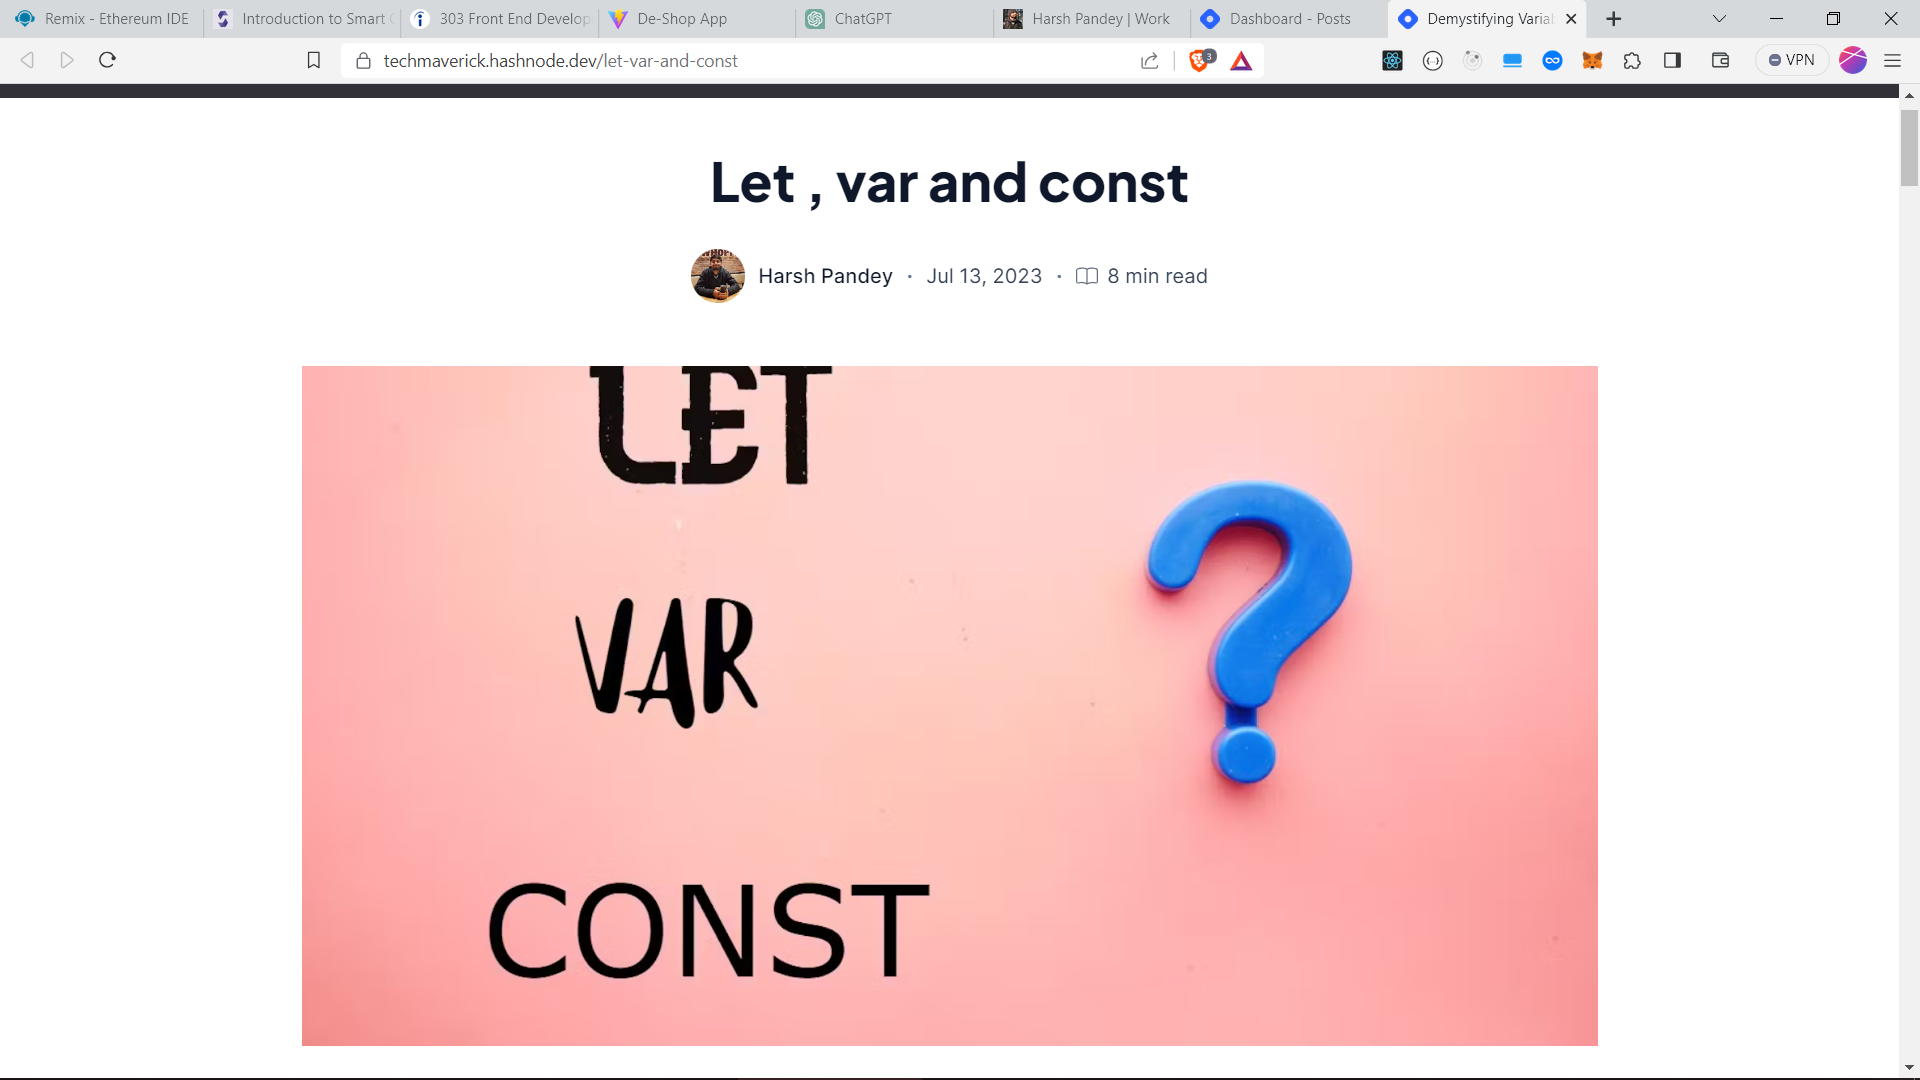 Remix - Ethereum IDE
Introduction to Smart
303 Front End Develop
De-Shop App
ChatGPT
Harsh Pandey | Work
Dashboard - Posts
Demystifying Varia
techmaverick.hashnode.dev/let-var-and-const
3
VPN
Let , var and const
Harsh Pandey · Jul 13, 2023 · 8 min read
LET
VAR
?
CONST